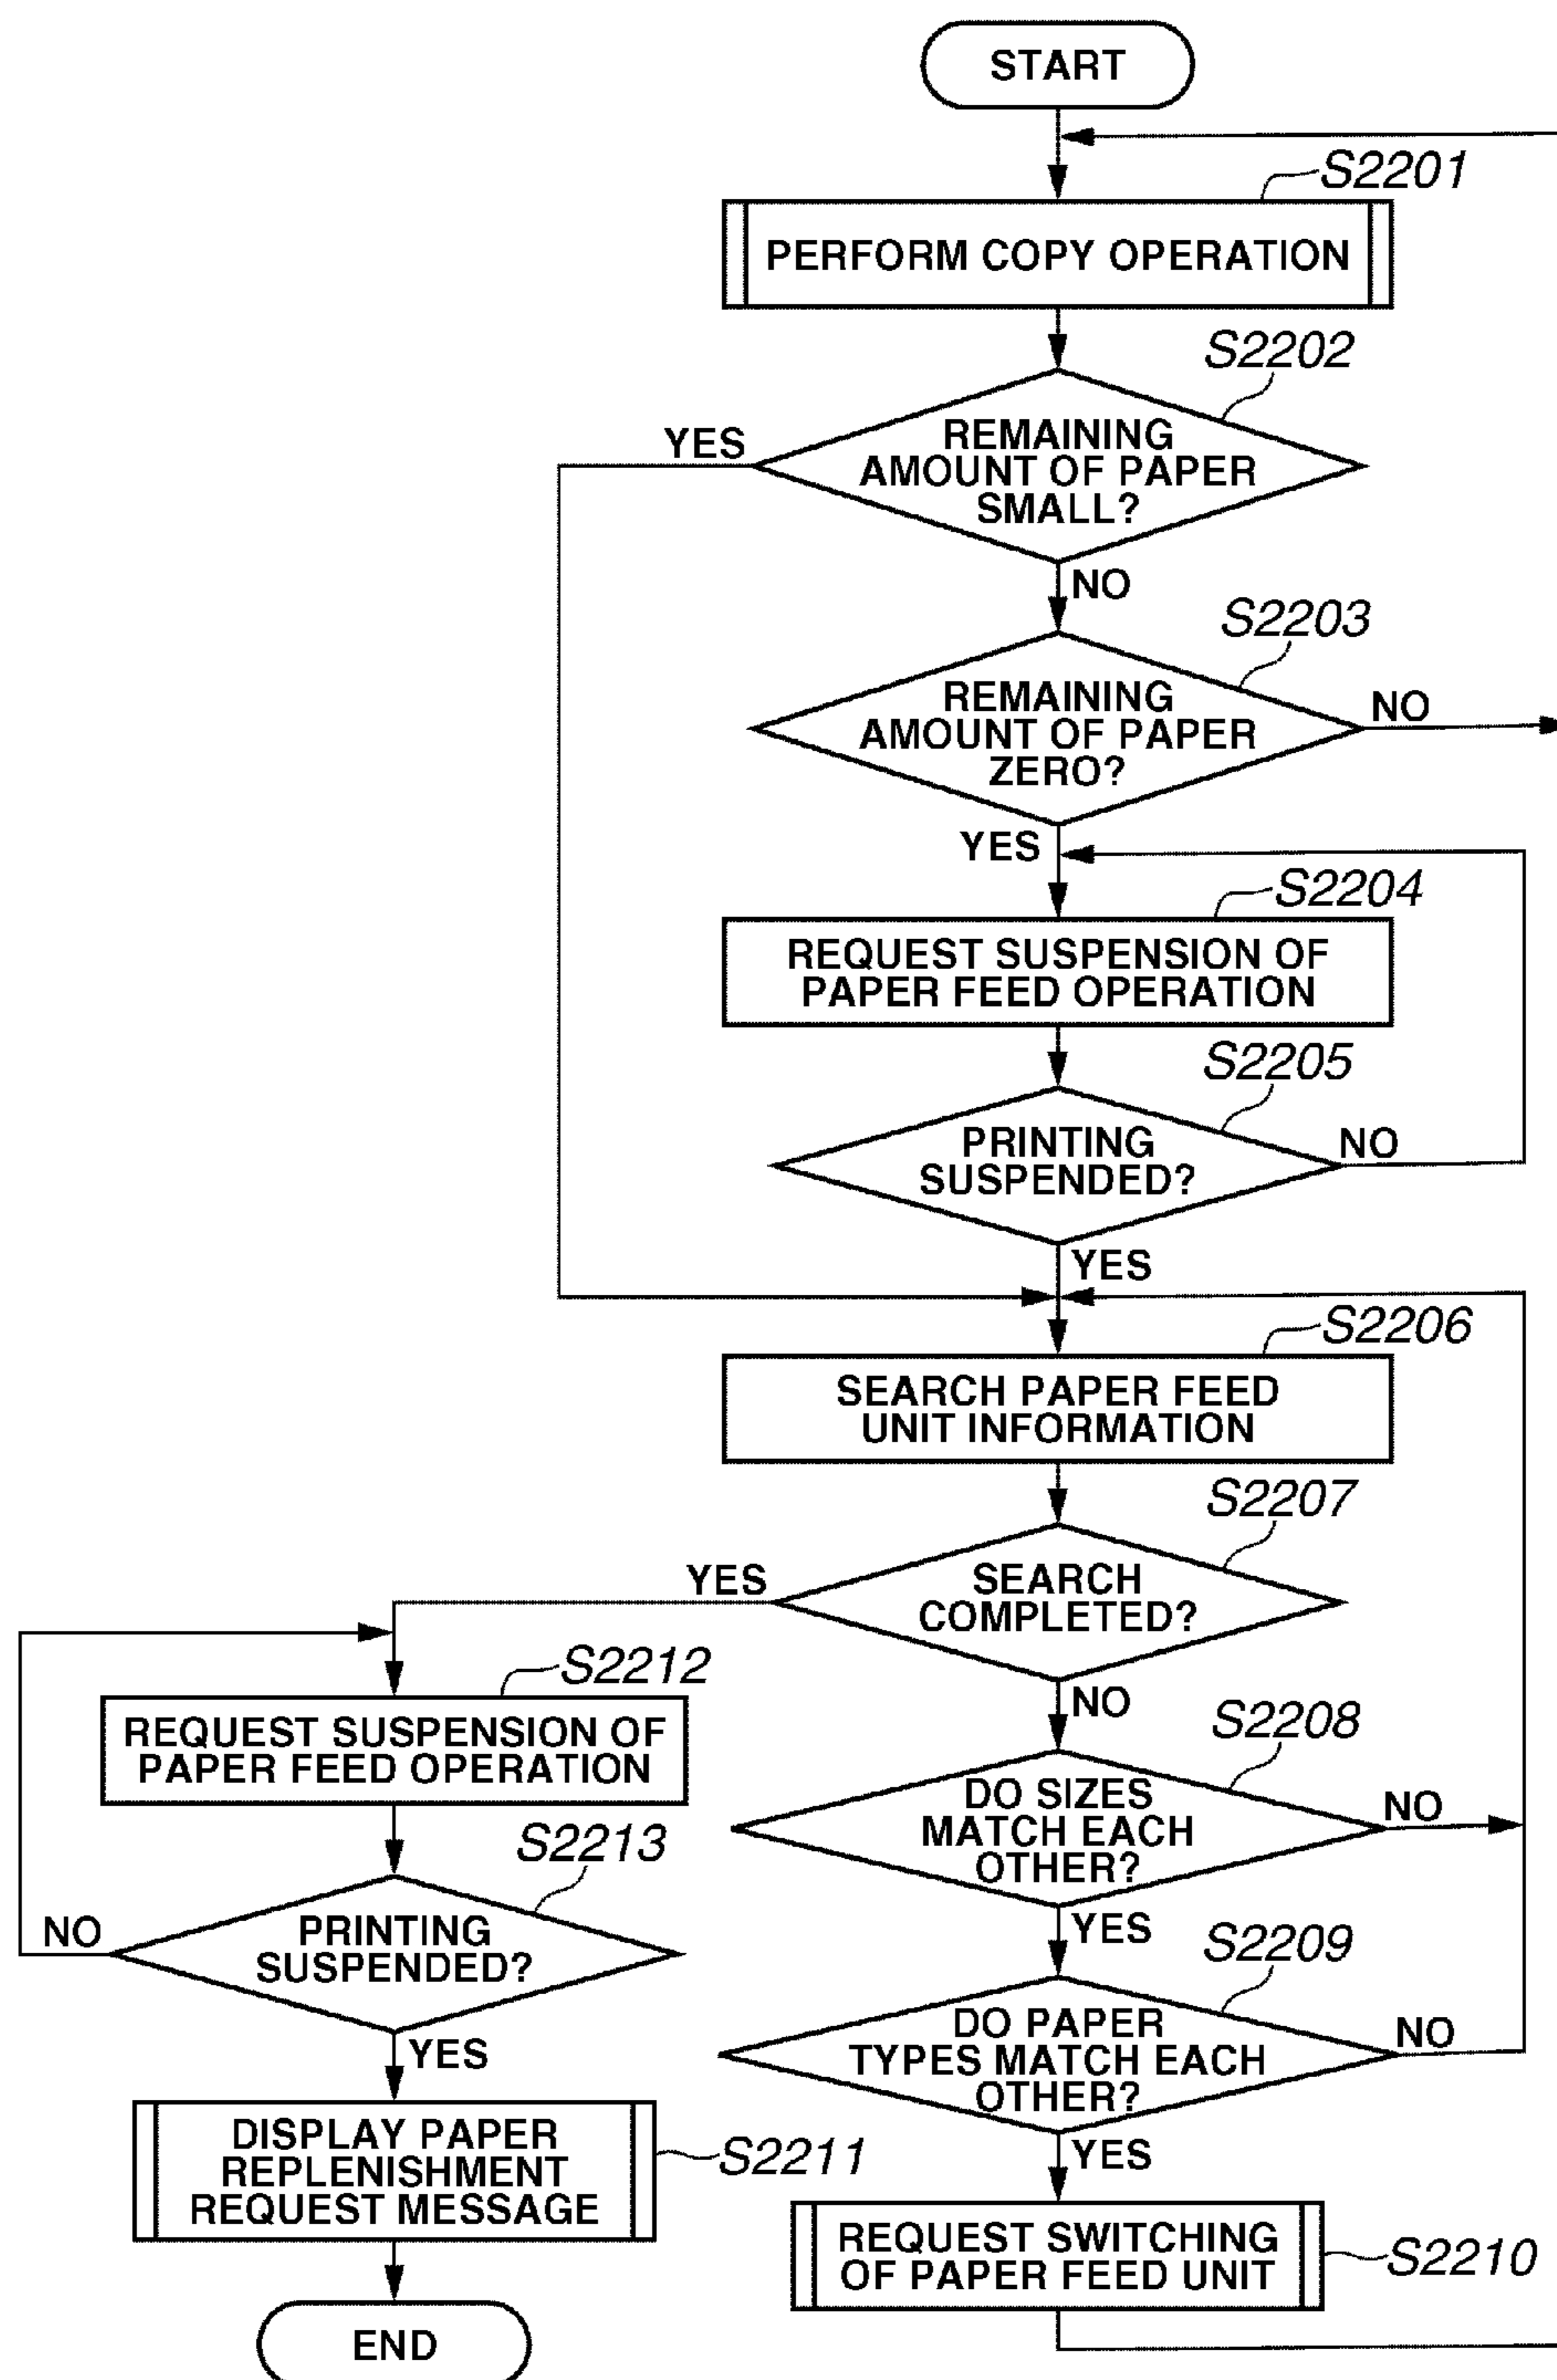 START
S2201
PERFORM COPY OPERATION
S2202
YES
REMAINING
AMOUNT OF PAPER
SMALL?
NO
S2203
REMAINING
AMOUNT OF PAPER
ZERO?
NO
YES
S2204
REQUEST SUSPENSION OF
PAPER FEED OPERATION
S2205
PRINTING
SUSPENDED?
NO
YES
S2206
SEARCH PAPER FEED
UNIT INFORMATION
S2207
YES
SEARCH
COMPLETED?
NO
S2212
REQUEST SUSPENSION OF
PAPER FEED OPERATION
S2208
DO SIZES
MATCH EACH
OTHER?
NO
YES
S2213
NO
PRINTING
SUSPENDED?
YES
S2209
DO PAPER
TYPES MATCH EACH
OTHER?
NO
YES
DISPLAY PAPER
REPLENISHMENT
REQUEST MESSAGE
S2211
REQUEST SWITCHING
OF PAPER FEED UNIT
S2210
END